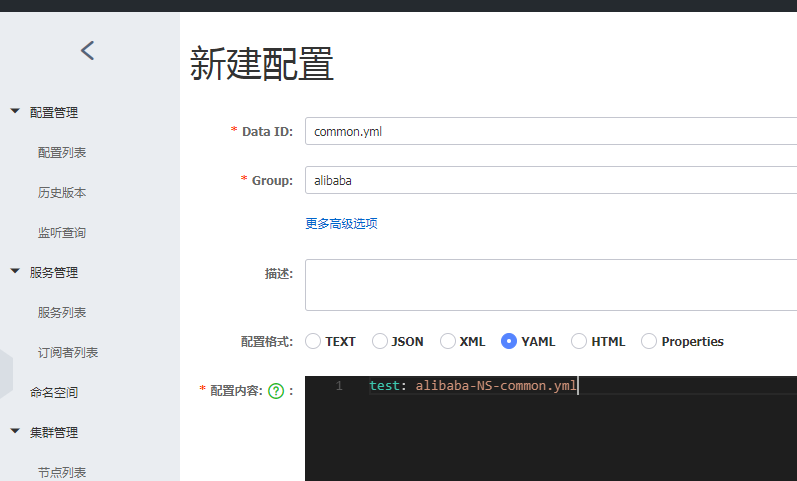 新建配置
配置管理
配置列表
历史版本
监听查询
服务管理
服务列表
订阅者列表
命名空间
集群管理
节点列表
* Data ID: common.yml
* Group: alibaba
更多高级选项
描述:
配置格式: TEXT JSON XML YAML HTML Properties
* 配置内容: ? :
1 test: alibaba-NS-common.yml